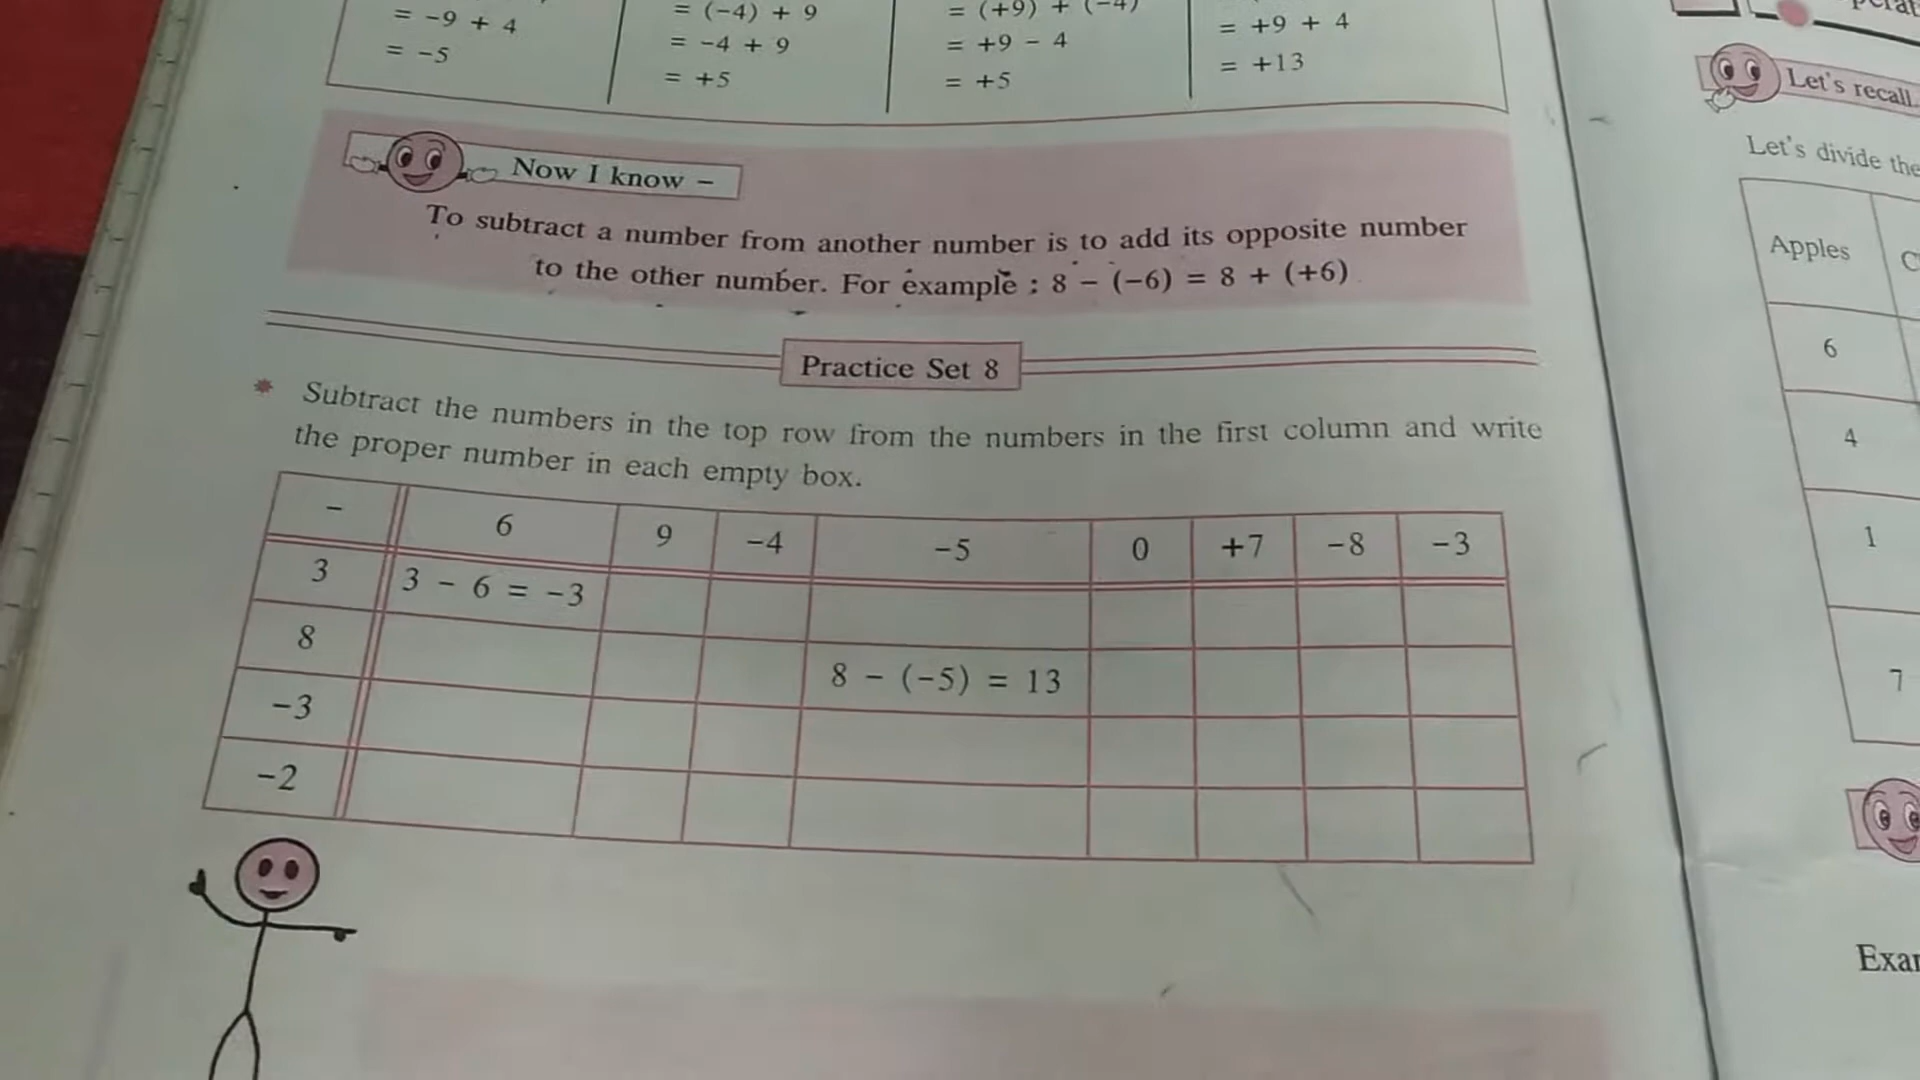 = -9 + 4
= -5
= (-4) + 9
= -4 + 9
= +5
= (+9) + (-4)
= +9 - 4
= +5
= +9 + 4
= +13
Now I know -
To subtract a number from another number is to add its opposite number
to the other number. For example : 8 - (-6) = 8 + (+6)
Practice Set 8
* Subtract the numbers in the top row from the numbers in the first column and write
the proper number in each empty box.
- 6 9 -4 -5 0 +7 -8 -3
3 3 - 6 = -3
8 8 - (-5) = 13
-3
-2
Let's recall.
Let's divide the
Apples
6
4
1
7